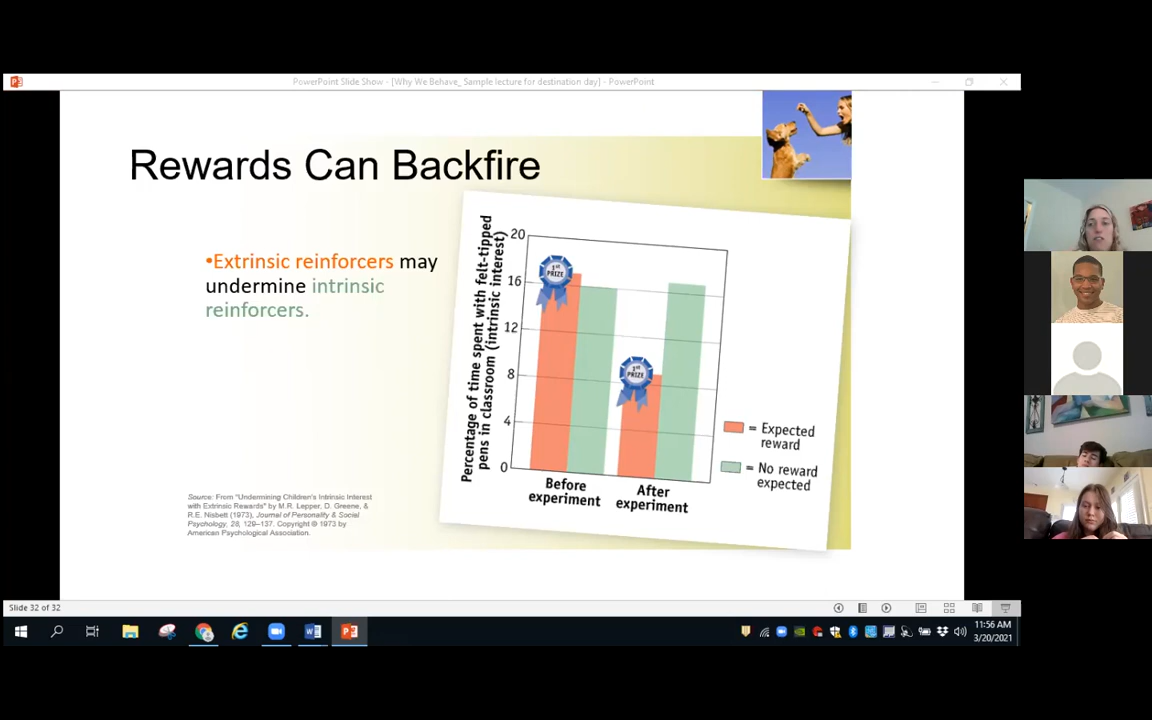 PowerPoint Slide Show - [Why We Behave_ Sample lecture for destination day] - PowerPoint
Rewards Can Backfire
•Extrinsic reinforcers may
undermine intrinsic
reinforcers.
Percentage of time spent with felt-tipped
pens in classroom (intrinsic interest)
20
16
12
8
4
0
1st
PRIZE
1st
PRIZE
Before
experiment
After
experiment
= Expected
reward
= No reward
expected
Source: From "Undermining Children's Intrinsic Interest
with Extrinsic Rewards" by M.R. Lepper, D. Greene, &
R.E. Nisbett (1973), Journal of Personality & Social
Psychology, 28, 129–137. Copyright © 1973 by
American Psychological Association.
Slide 32 of 32
11:56 AM
3/20/2021